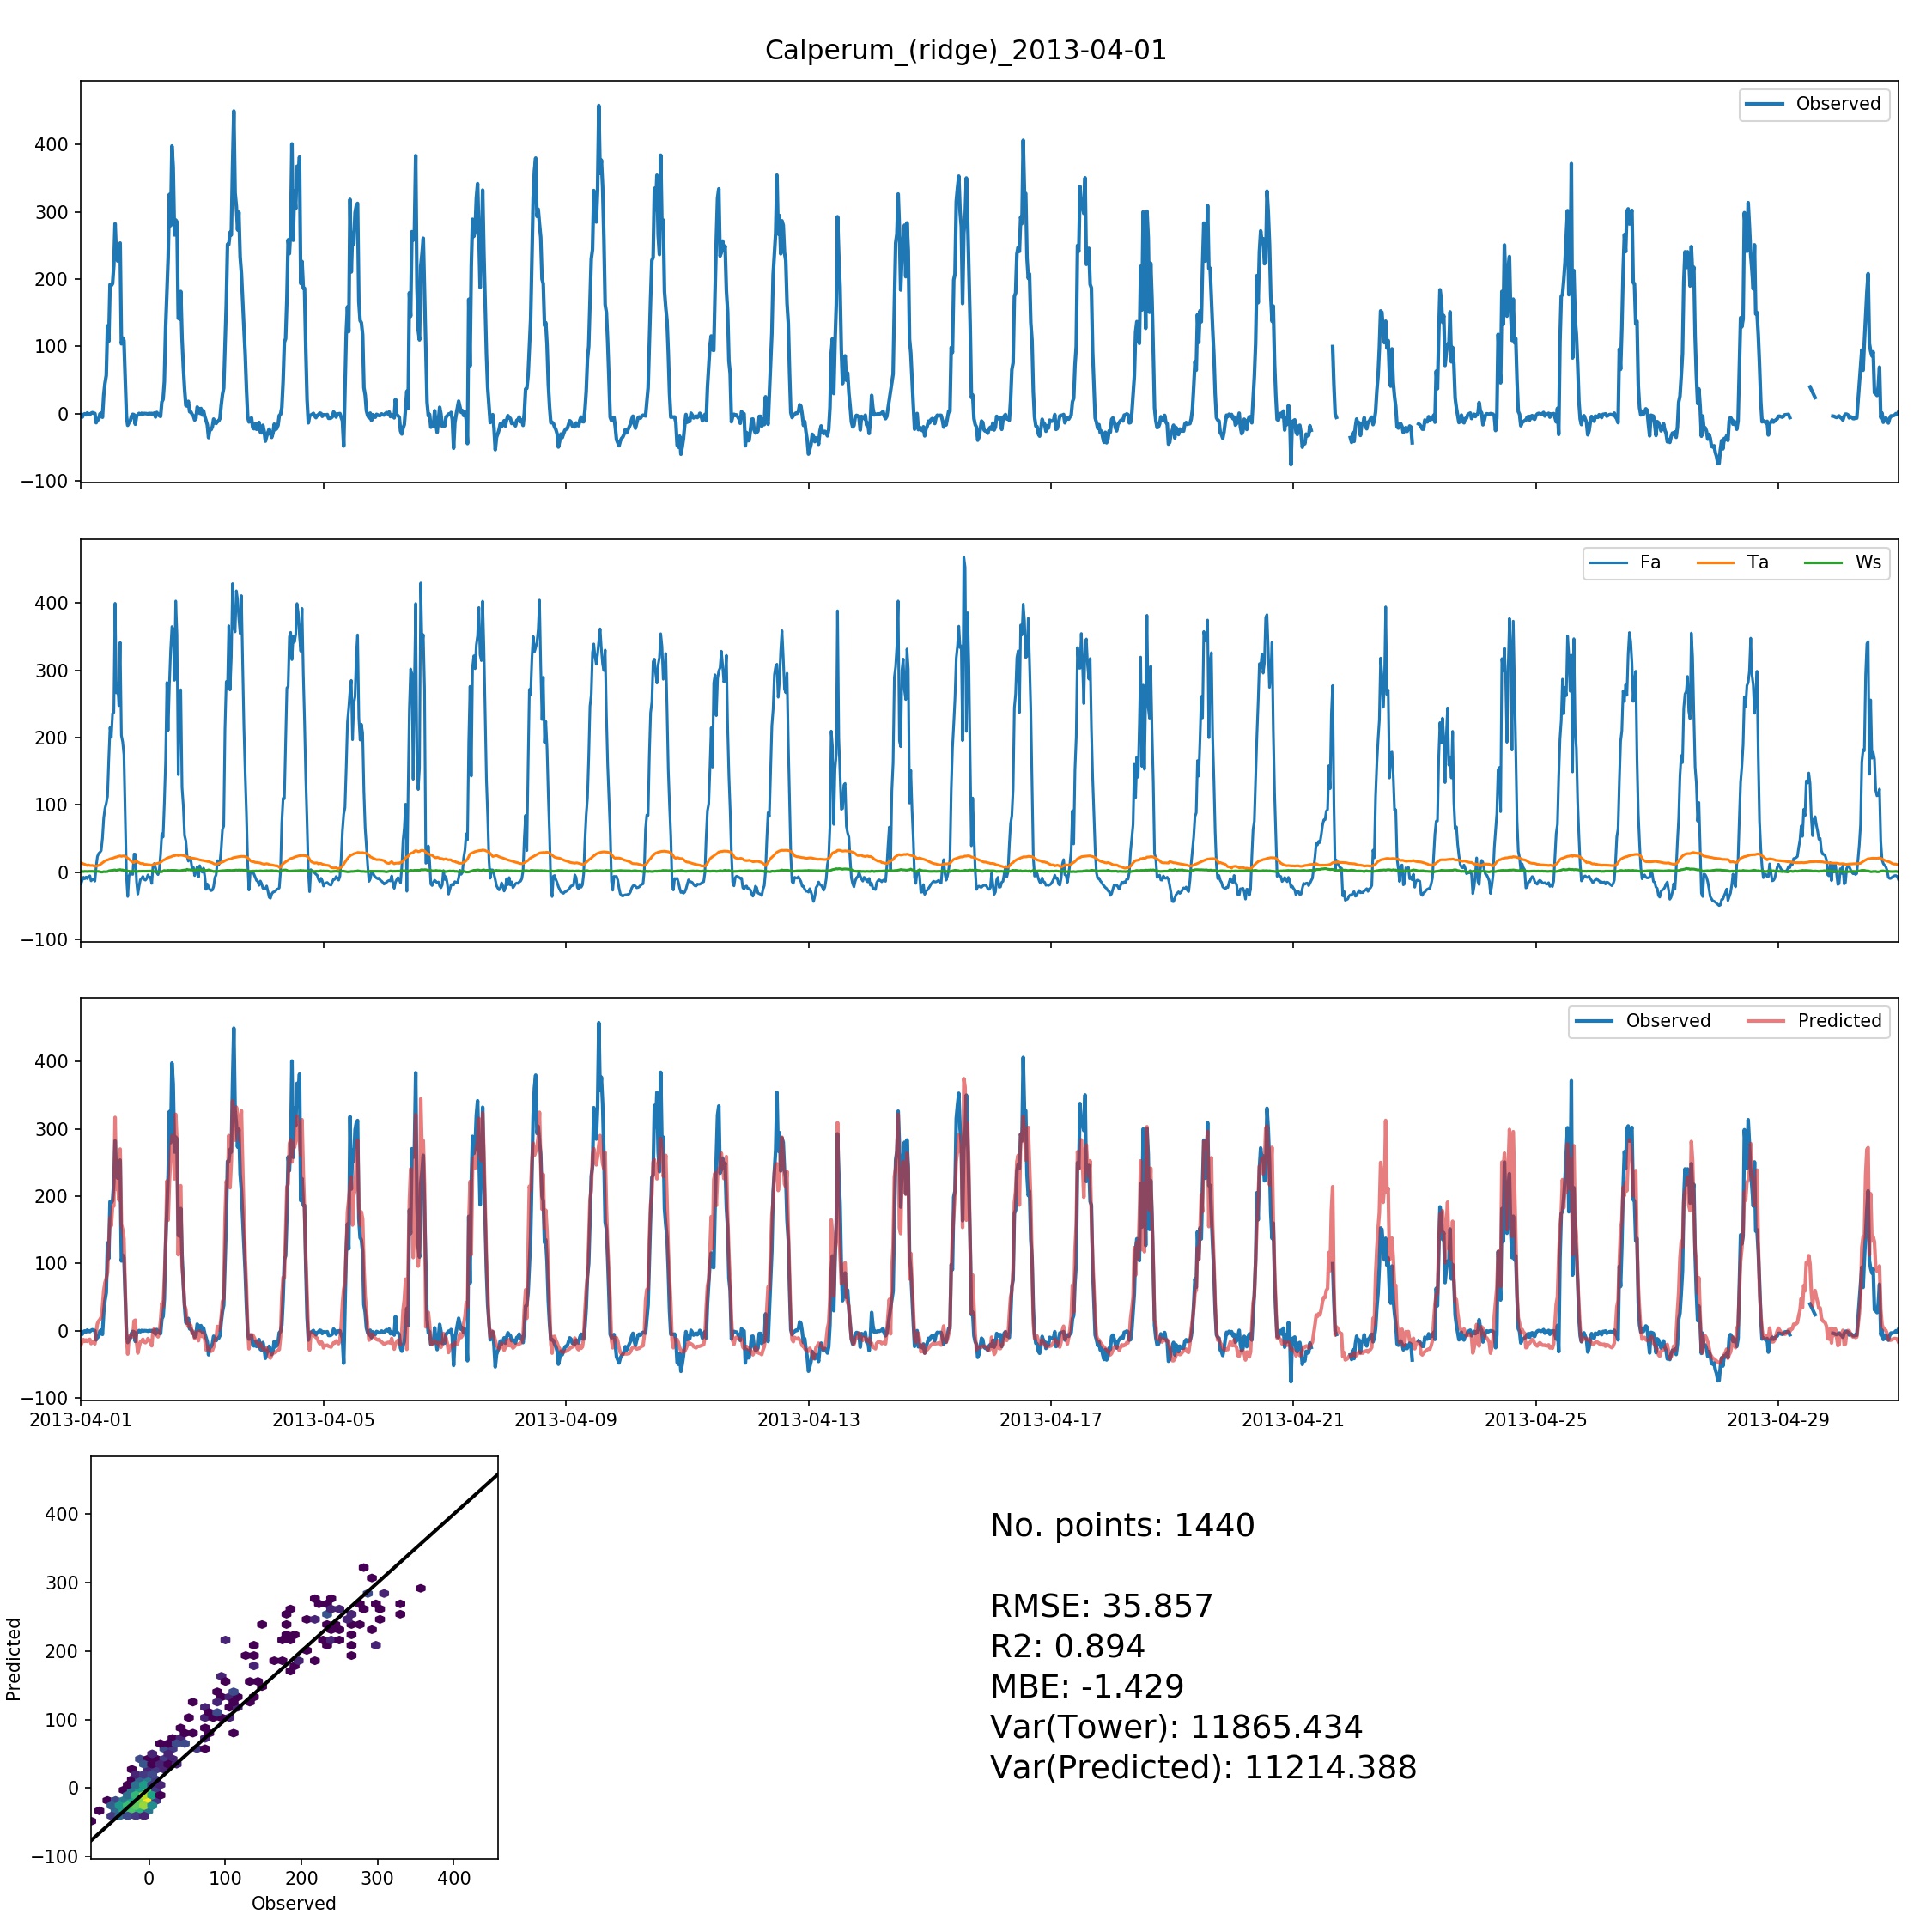 Calperum_(ridge)_2013-04-01
Observed
400
300
200
100
0
−100
Fa Ta Ws
400
300
200
100
0
−100
Observed Predicted
400
300
200
100
0
−100
2013-04-01 2013-04-05 2013-04-09 2013-04-13 2013-04-17 2013-04-21 2013-04-25 2013-04-29
Predicted
400
300
200
100
0
−100
0 100 200 300 400
Observed
No. points: 1440
RMSE: 35.857
R2: 0.894
MBE: -1.429
Var(Tower): 11865.434
Var(Predicted): 11214.388